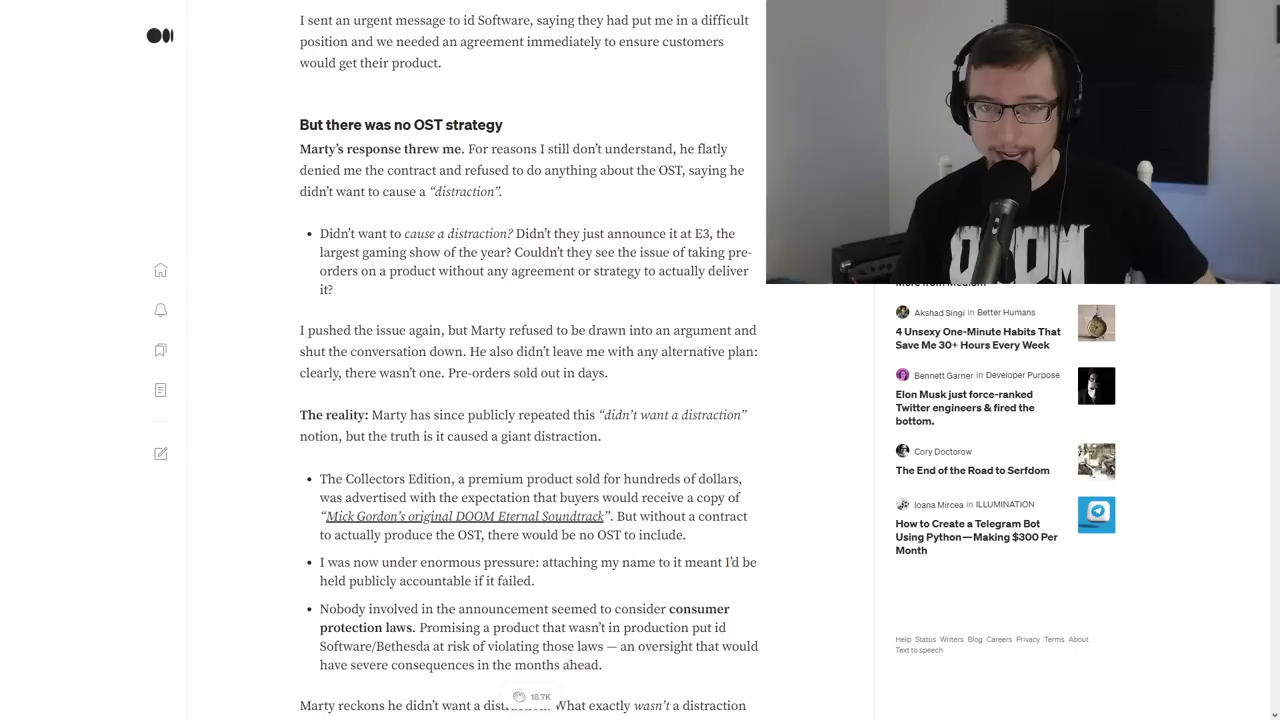 I sent an urgent message to id Software, saying they had put me in a difficult
position and we needed an agreement immediately to ensure customers
would get their product.
But there was no OST strategy
Marty’s response threw me. For reasons I still don’t understand, he flatly
denied me the contract and refused to do anything about the OST, saying he
didn’t want to cause a “distraction”.
• Didn’t want to cause a distraction? Didn’t they just announce it at E3, the
largest gaming show of the year? Couldn’t they see the issue of taking pre-
orders on a product without any agreement or strategy to actually deliver
it?
I pushed the issue again, but Marty refused to be drawn into an argument and
shut the conversation down. He also didn’t leave me with any alternative plan:
clearly, there wasn’t one. Pre-orders sold out in days.
The reality: Marty has since publicly repeated this “didn’t want a distraction”
notion, but the truth is it caused a giant distraction.
• The Collectors Edition, a premium product sold for hundreds of dollars,
was advertised with the expectation that buyers would receive a copy of
“Mick Gordon’s original DOOM Eternal Soundtrack”. But without a contract
to actually produce the OST, there would be no OST to include.
• I was now under enormous pressure: attaching my name to it meant I’d be
held publicly accountable if it failed.
• Nobody involved in the announcement seemed to consider consumer
protection laws. Promising a product that wasn’t in production put id
Software/Bethesda at risk of violating those laws — an oversight that would
have severe consequences in the months ahead.
18.7K
Marty reckons he didn’t want a What exactly wasn’t a distraction
DOOM
More from Medium
Akshad Singi in Better Humans
4 Unsexy One-Minute Habits That
Save Me 30+ Hours Every Week
Bennett Garner in Developer Purpose
Elon Musk just force-ranked
Twitter engineers & fired the
bottom.
Cory Doctorow
The End of the Road to Serfdom
Ioana Mircea in ILLUMINATION
How to Create a Telegram Bot
Using Python — Making $300 Per
Month
Help Status Writers Blog Careers Privacy Terms About
Text to speech